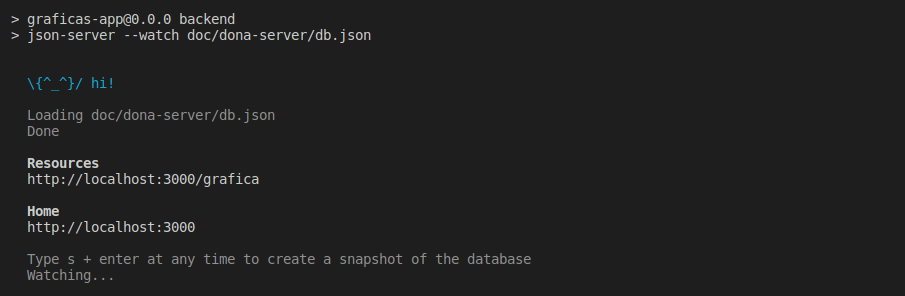 > graficas-app@0.0.0 backend
> json-server --watch doc/dona-server/db.json
\{^_^}/ hi!
Loading doc/dona-server/db.json
Done
Resources
http://localhost:3000/grafica
Home
http://localhost:3000
Type s + enter at any time to create a snapshot of the database
Watching...